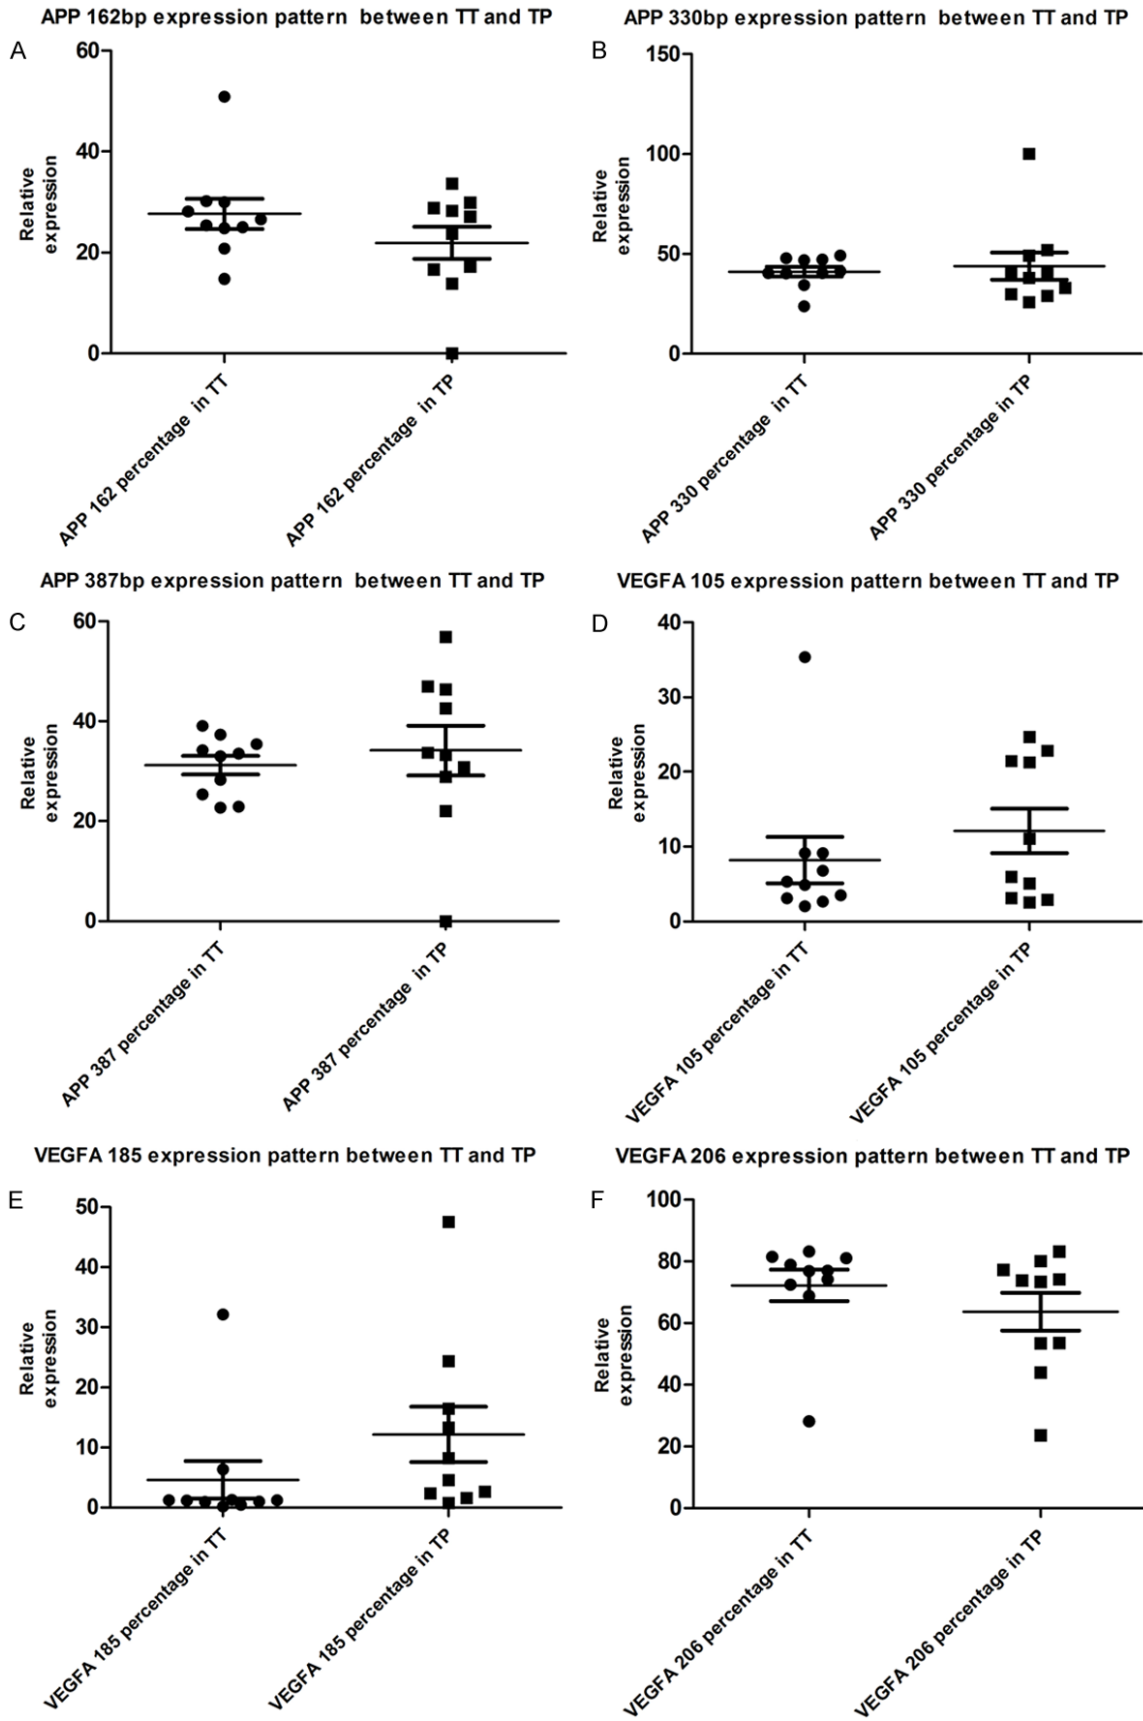 APP 162bp expression pattern between TT and TP
A
60
40
20
0
Relative
expression
APP 162 percentage in TT
APP 162 percentage in TP
APP 330bp expression pattern between TT and TP
B
150
100
50
0
Relative
expression
APP 330 percentage in TT
APP 330 percentage in TP
APP 387bp expression pattern between TT and TP
C
60
40
20
0
Relative
expression
APP 387 percentage in TT
APP 387 percentage in TP
VEGFA 105 expression pattern between TT and TP
D
40
30
20
10
0
Relative
expression
VEGFA 105 percentage in TT
VEGFA 105 percentage in TP
VEGFA 185 expression pattern between TT and TP
E
50
40
30
20
10
0
Relative
expression
VEGFA 185 percentage in TT
VEGFA 185 percentage in TP
VEGFA 206 expression pattern between TT and TP
F
100
80
60
40
20
0
Relative
expression
VEGFA 206 percentage in TT
VEGFA 206 percentage in TP